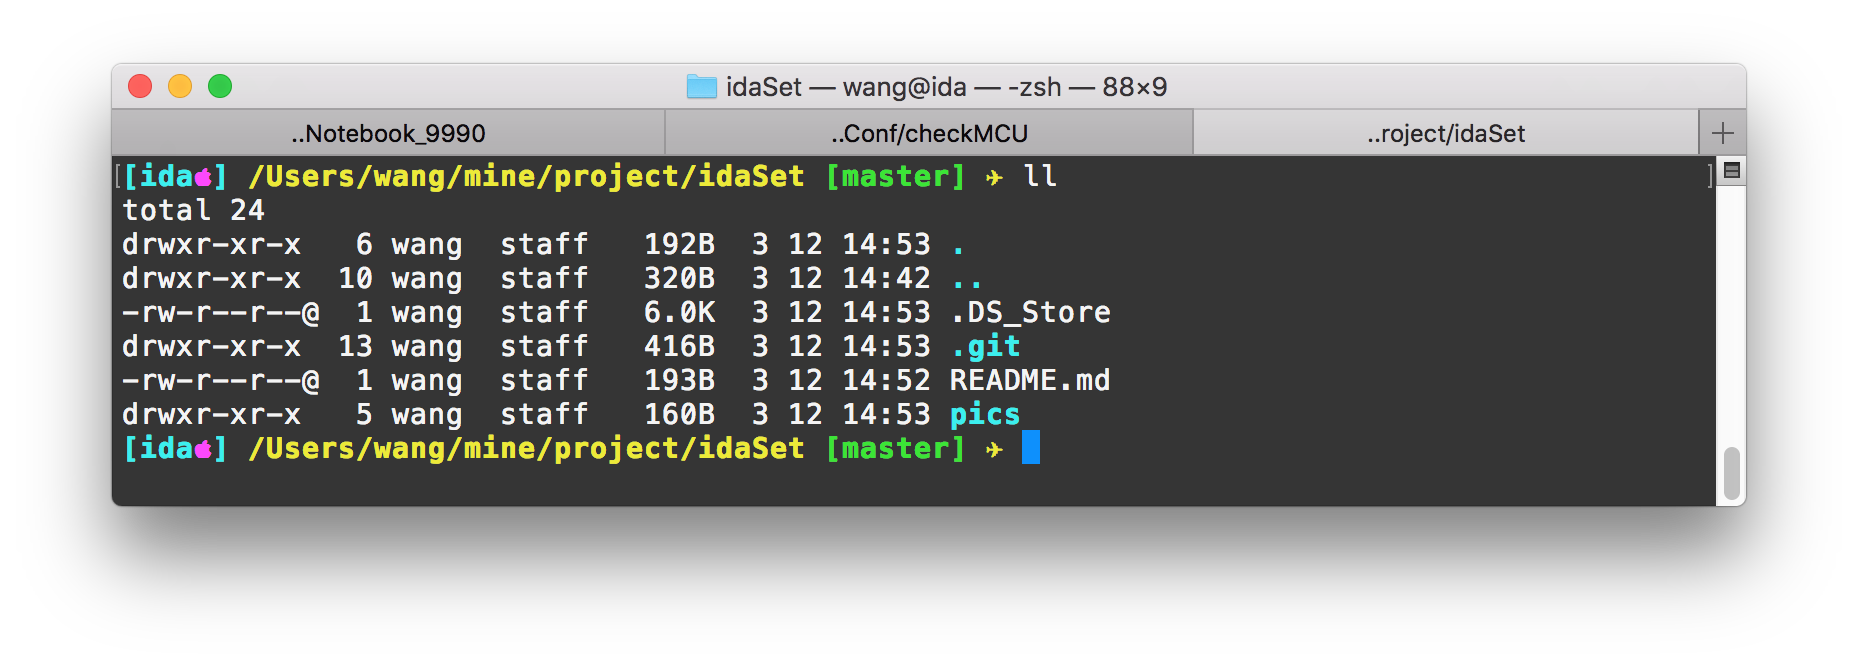 idaSet — wang@ida — -zsh — 88×9
..Notebook_9990 ..Conf/checkMCU ..roject/idaSet
[ida] /Users/wang/mine/project/idaSet [master] ✈ ll
total 24
drwxr-xr-x   6 wang  staff   192B  3 12 14:53 .
drwxr-xr-x  10 wang  staff   320B  3 12 14:42 ..
-rw-r--r--@  1 wang  staff   6.0K  3 12 14:53 .DS_Store
drwxr-xr-x  13 wang  staff   416B  3 12 14:53 .git
-rw-r--r--@  1 wang  staff   193B  3 12 14:52 README.md
drwxr-xr-x   5 wang  staff   160B  3 12 14:53 pics
[ida] /Users/wang/mine/project/idaSet [master] ✈